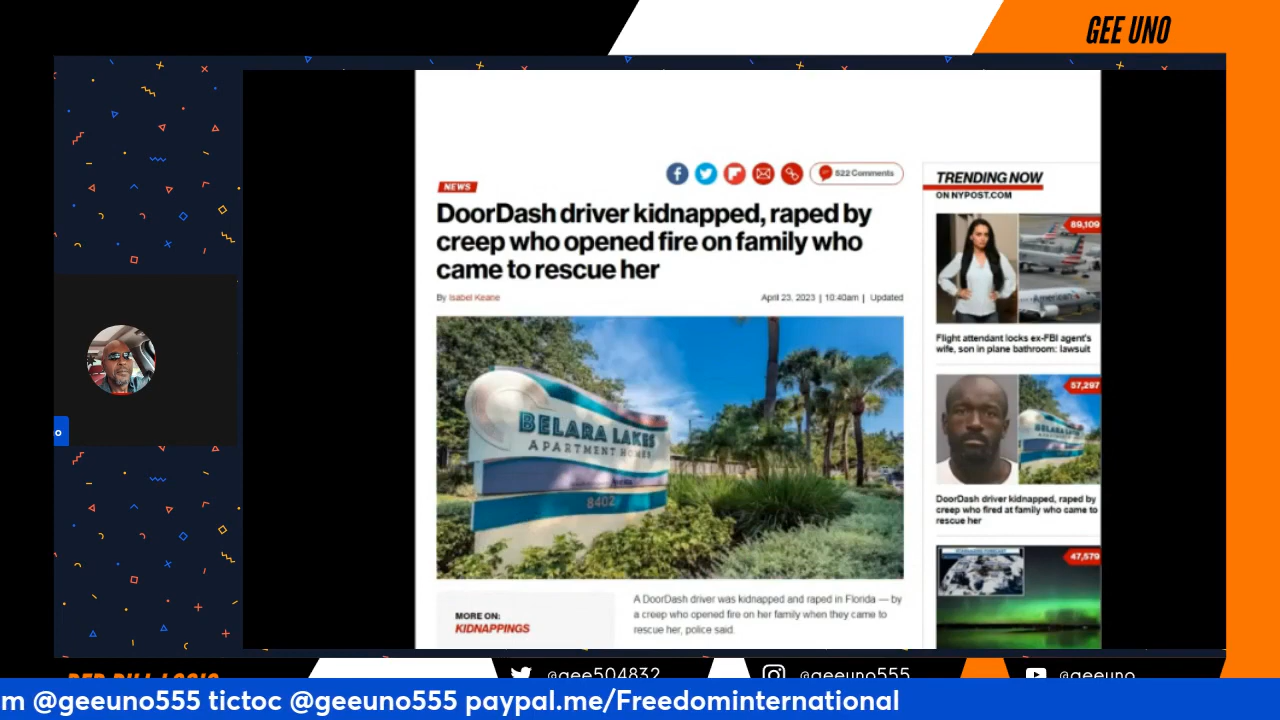 GEE UNO
522 Comments
NEWS
DoorDash driver kidnapped, raped by
creep who opened fire on family who
came to rescue her
By Isabel Keane
April 23, 2023 | 10:40am | Updated
BELARA LAKES
APARTMENT HOMES
8402
MORE ON:
KIDNAPPINGS
A DoorDash driver was kidnapped and raped in Florida — by
a creep who opened fire on her family when they came to
rescue her, police said.
TRENDING NOW
ON NYPOST.COM
89,109
American
Flight attendant locks ex-FBI agent's
wife, son in plane bathroom: lawsuit
57,297
BELARA LAKES
DoorDash driver kidnapped, raped by
creep who fired at family who came to
rescue her
47,579
o
@gee504832
@geeuno555
@geeuno
m @geeuno555 tictoc @geeuno555 paypal.me/Freedominternational